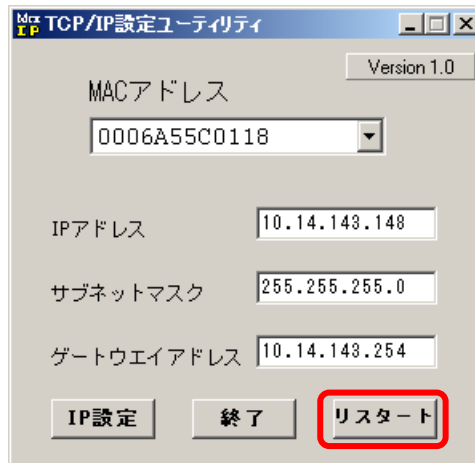 Mac IP TCP/IP設定ユーティリティ
Version 1.0
MACアドレス
0006A55C0118
IPアドレス 10.14.143.148
サブネットマスク 255.255.255.0
ゲートウエイアドレス 10.14.143.254
IP設定 終了 リスタート